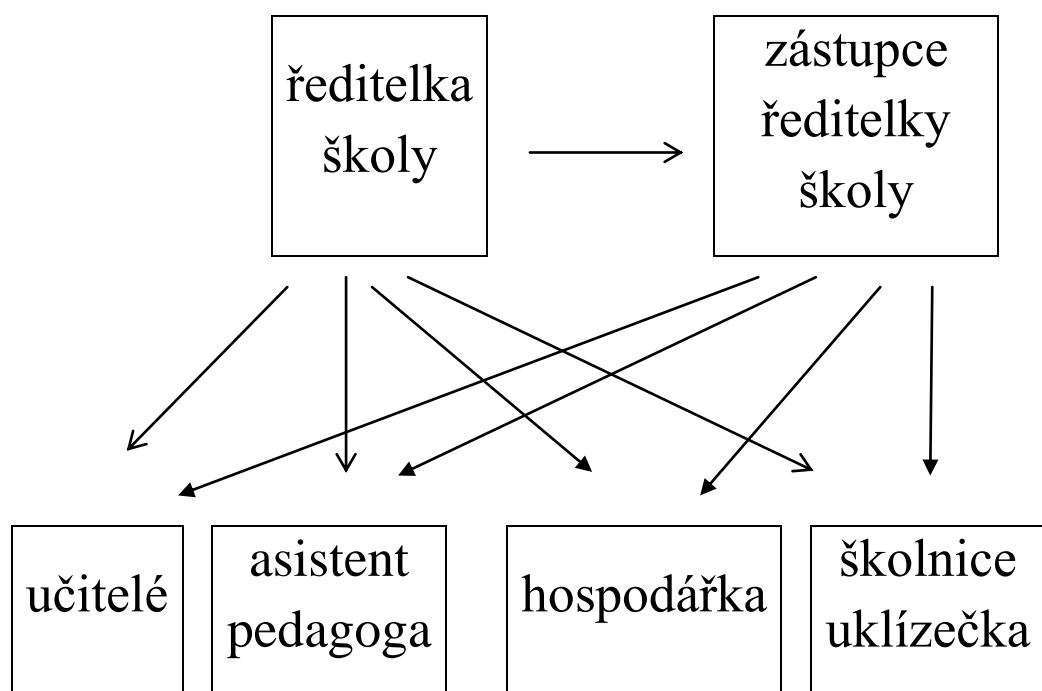 ředitelka
školy
zástupce
ředitelky
školy
učitelé
asistent
pedagoga
hospodářka
školnice
uklízečka